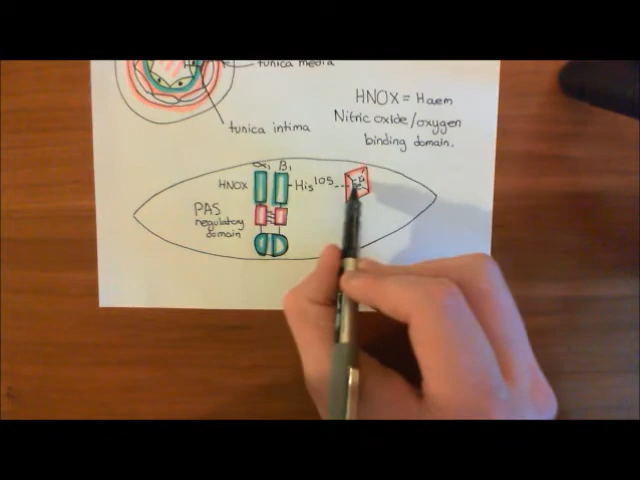 tunica media
tunica intima
HNOX = Haem
Nitric oxide/oxygen
binding domain.
α₁ β₁
HNOX
His¹⁰⁵
PAS
regulatory
domain